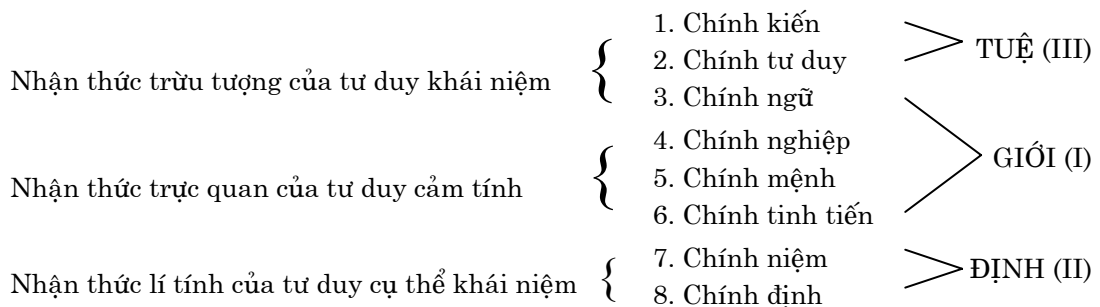 1. Chính kiến
2. Chính tư duy
TUỆ (III)
Nhận thức trừu tượng của tư duy khái niệm
3. Chính ngữ
4. Chính nghiệp
GIỚI (I)
Nhận thức trực quan của tư duy cảm tính
5. Chính mệnh
6. Chính tinh tiến
7. Chính niệm
ĐỊNH (II)
Nhận thức lí tính của tư duy cụ thể khái niệm
8. Chính định